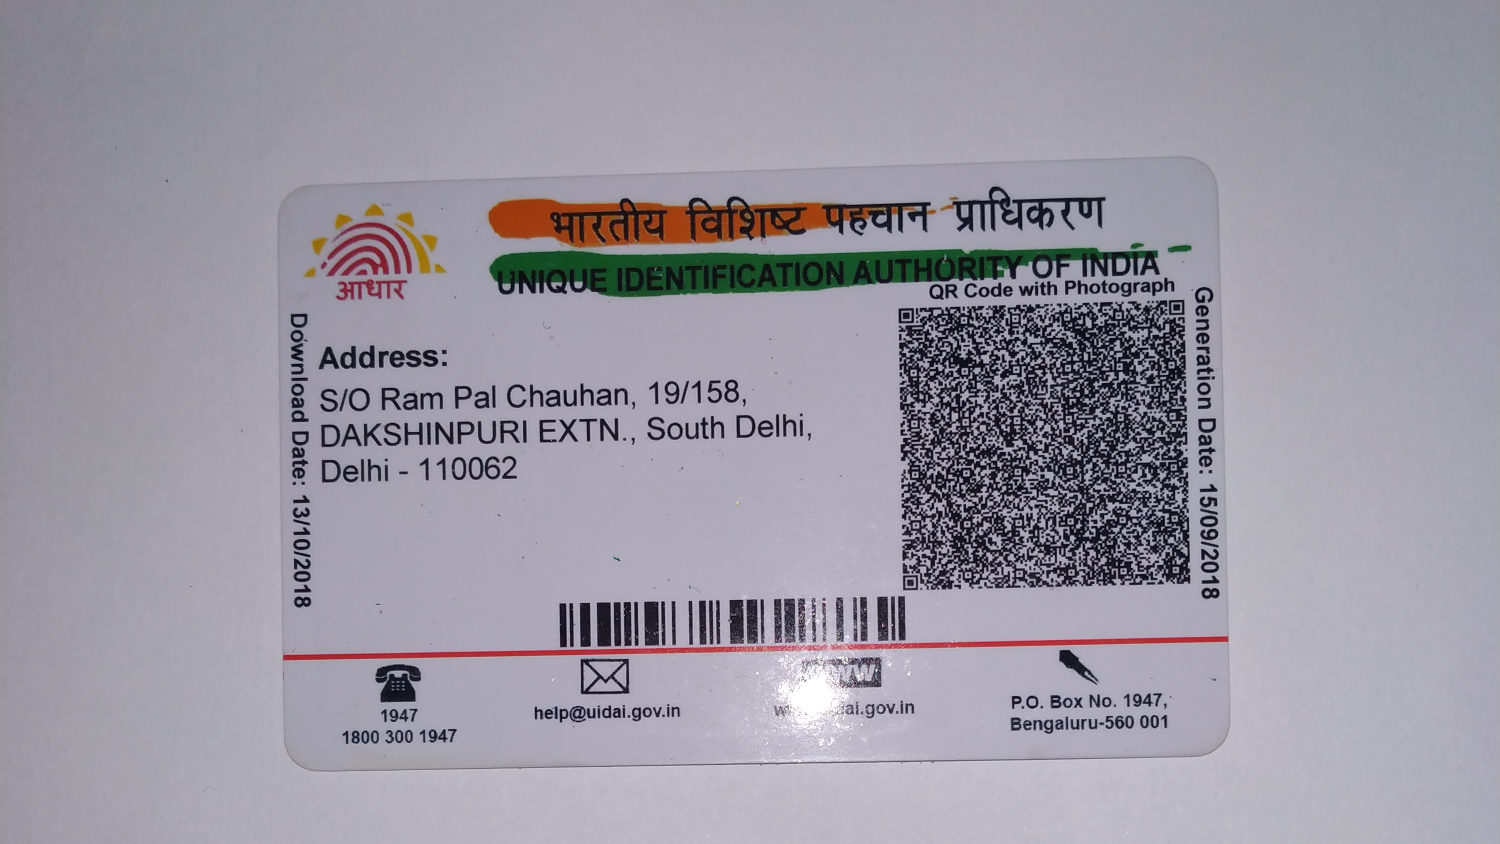 आधार
भारतीय विशिष्ट पहचान प्राधिकरण
UNIQUE IDENTIFICATION AUTHORITY OF INDIA
QR Code with Photograph
Download Date: 13/10/2018
Generation Date: 15/09/2018
Address:
S/O Ram Pal Chauhan, 19/158,
DAKSHINPURI EXTN., South Delhi,
Delhi - 110062
1947
1800 300 1947
help@uidai.gov.in
P.O. Box No. 1947,
Bengaluru-560 001